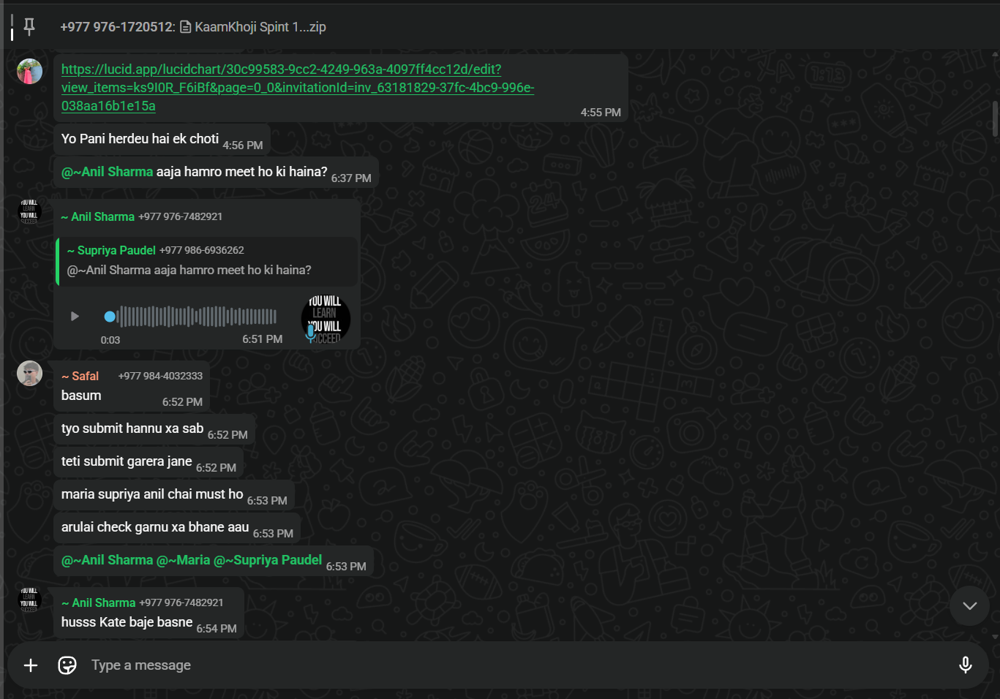 +977 976-1720512: KaamKhoji Spint 1...zip
https://lucid.app/lucidchart/30c99583-9cc2-4249-963a-4097ff4cc12d/edit?
view_items=ks9I0R_F6iBf&page=0_0&invitationId=inv_63181829-37fc-4bc9-996e-
038aa16b1e15a
4:55 PM
Yo Pani herdeu hai ek choti 4:56 PM
@~Anil Sharma aaja hamro meet ho ki haina? 6:37 PM
~ Anil Sharma +977 976-7482921
~ Supriya Paudel +977 986-6936262
@~Anil Sharma aaja hamro meet ho ki haina?
YOU WILL
LEARN
YOU WILL
SUCCEED
0:03 6:51 PM
~ Safal +977 984-4032333
basum 6:52 PM
tyo submit hannu xa sab 6:52 PM
teti submit garera jane 6:52 PM
maria supriya anil chai must ho 6:53 PM
arulai check garnu xa bhane aau 6:53 PM
@~Anil Sharma @~Maria @~Supriya Paudel 6:53 PM
~ Anil Sharma +977 976-7482921
husss Kate baje basne 6:54 PM
Type a message